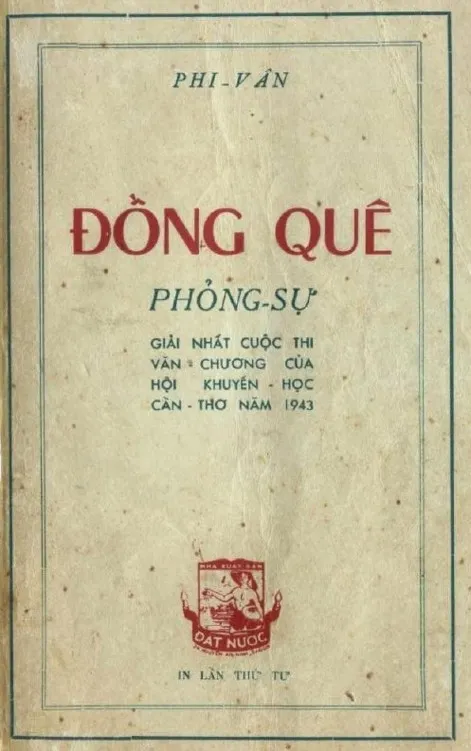 PHI-VÂN
ĐỒNG QUÊ
PHỎNG-SỰ
GIẢI NHẤT CUỘC THI
VĂN - CHƯƠNG CỦA
HỘI KHUYẾN - HỌC
CẦN - THƠ NĂM 1943
NHÀ XUẤT BẢN
ĐẤT NƯỚC
IN LẦN THỨ TƯ